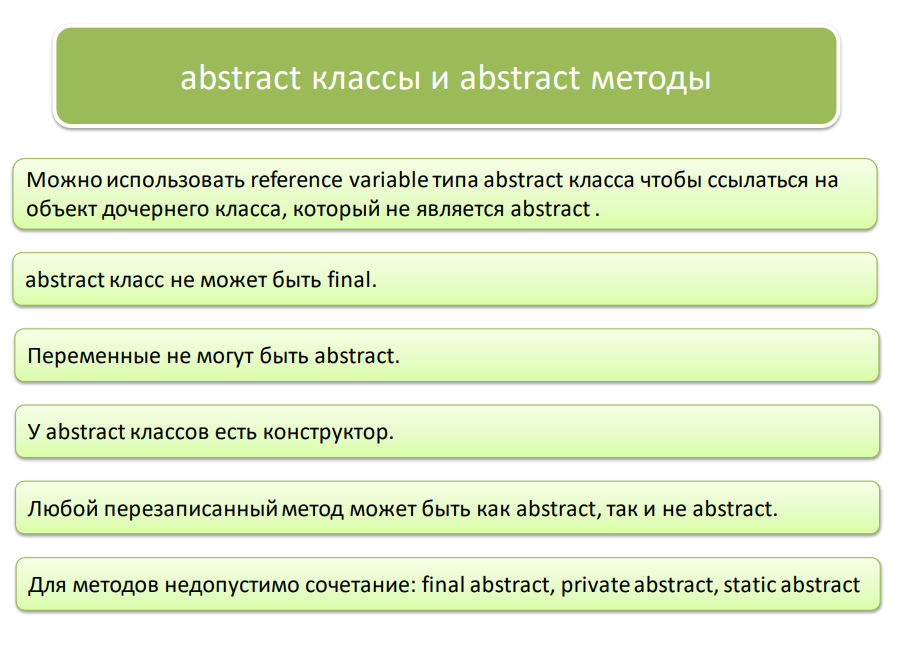 abstract классы и abstract методы
Можно использовать reference variable типа abstract класса чтобы ссылаться на
объект дочернего класса, который не является abstract .
abstract класс не может быть final.
Переменные не могут быть abstract.
У abstract классов есть конструктор.
Любой перезаписанный метод может быть как abstract, так и не abstract.
Для методов недопустимо сочетание: final abstract, private abstract, static abstract